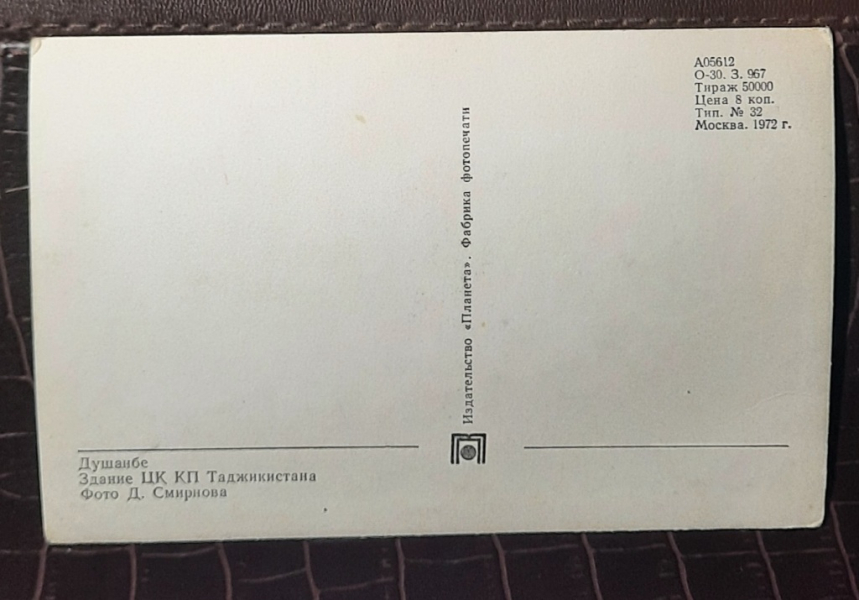 А05612
О-30. З. 967
Тираж 50000
Цена 8 коп.
Тип. № 32
Москва. 1972 г.
Издательство «Планета». Фабрика фотопечати
Душанбе
Здание ЦК КП Таджикистана
Фото Д. Смирнова